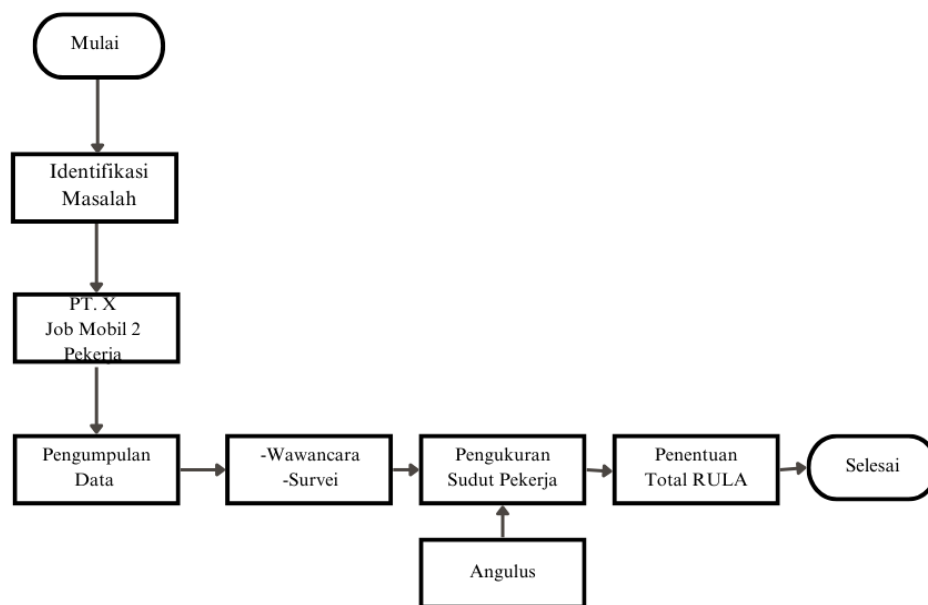 Mulai
Identifikasi
Masalah
PT. X
Job Mobil 2
Pekerja
Pengumpulan
Data
-Wawancara
-Survei
Pengukuran
Sudut Pekerja
Penentuan
Total RULA
Selesai
Angulus